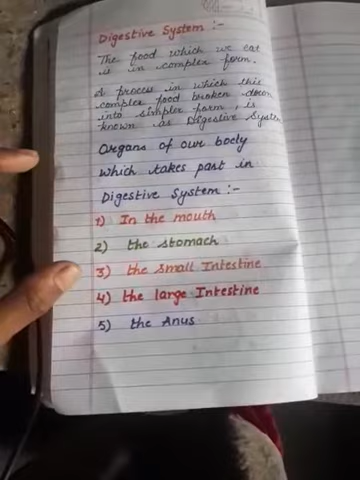 Digestive System :-
The food which we eat
is in complex form.
A process in which this
complex food broken down
into simpler form, is
known as Digestive System
Organs of our body
which takes part in
Digestive System :-
1) In the mouth
2) the stomach
3) the small Intestine
4) the large Intestine
5) the Anus